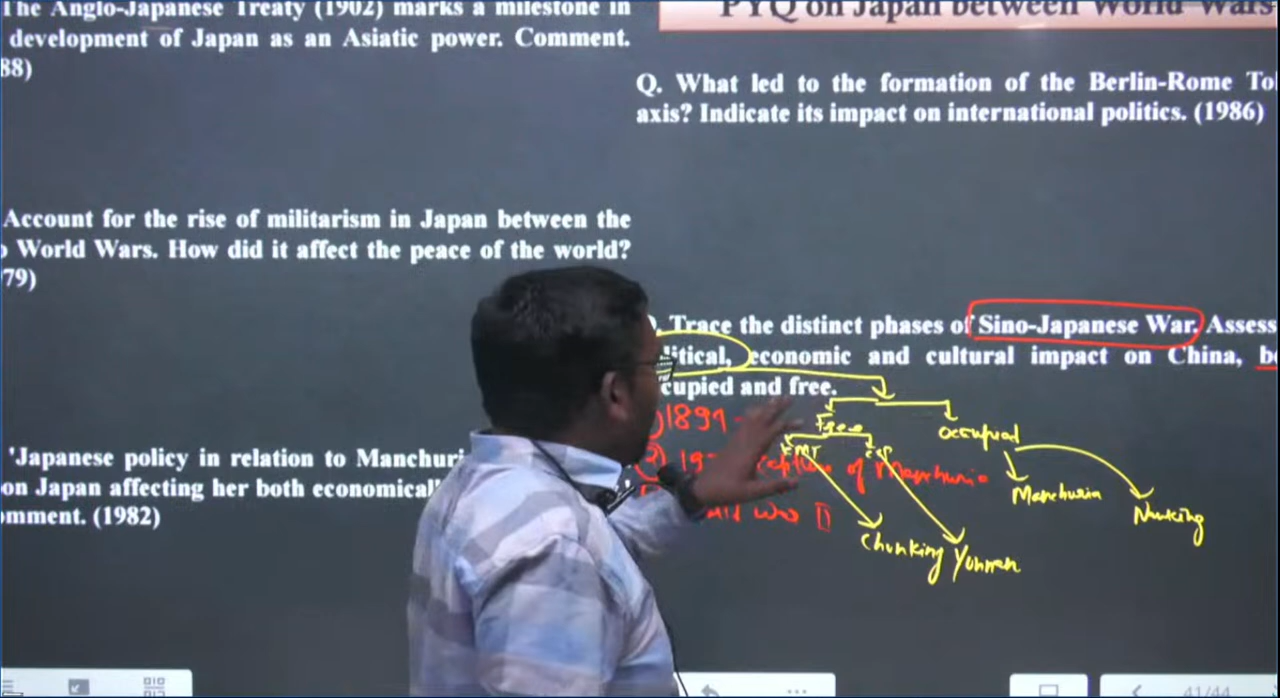 The Anglo-Japanese Treaty (1902) marks a milestone in
development of Japan as an Asiatic power. Comment.
88)
Account for the rise of militarism in Japan between the
World Wars. How did it affect the peace of the world?
79)
'Japanese policy in relation to Manchuri
on Japan affecting her both economical
mment. (1982)
PYQ on Japan between World Wars
Q. What led to the formation of the Berlin-Rome To
axis? Indicate its impact on international politics. (1986)
Trace the distinct phases of Sino-Japanese War. Assess
litical, economic and cultural impact on China, b
cupied and free.
1894
Free
Occupied
KMT
CCP
of Manchuria
Manchuria
Nanking
Chunking Yunnan
41/44